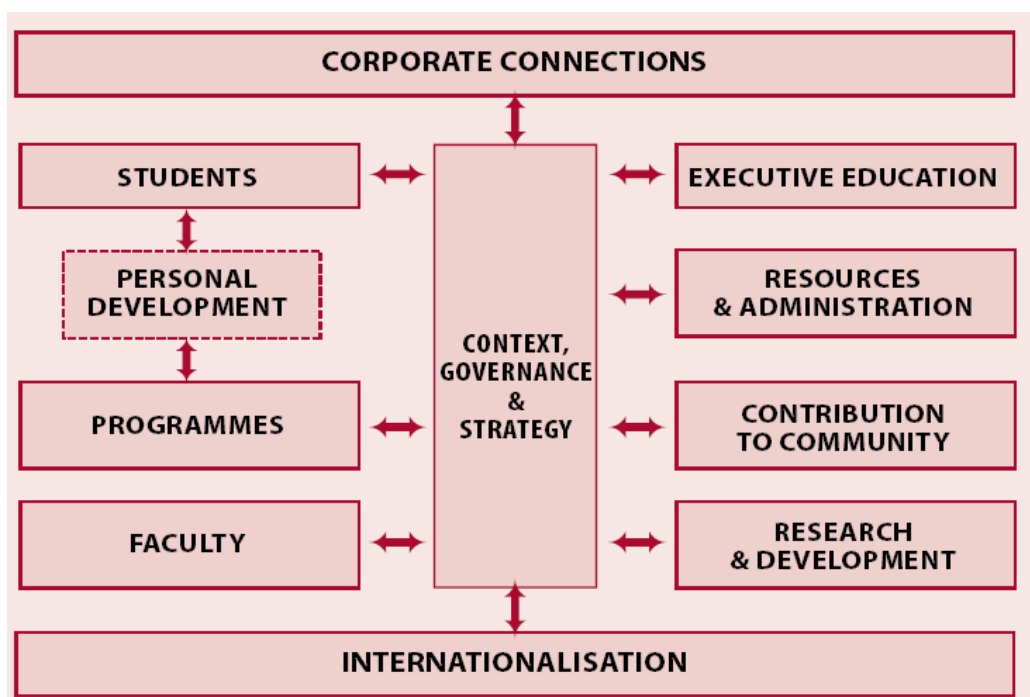 CORPORATE CONNECTIONS
STUDENTS
EXECUTIVE EDUCATION
PERSONAL
DEVELOPMENT
RESOURCES
& ADMINISTRATION
CONTEXT,
GOVERNANCE
&
STRATEGY
PROGRAMMES
CONTRIBUTION
TO COMMUNITY
FACULTY
RESEARCH
& DEVELOPMENT
INTERNATIONALISATION